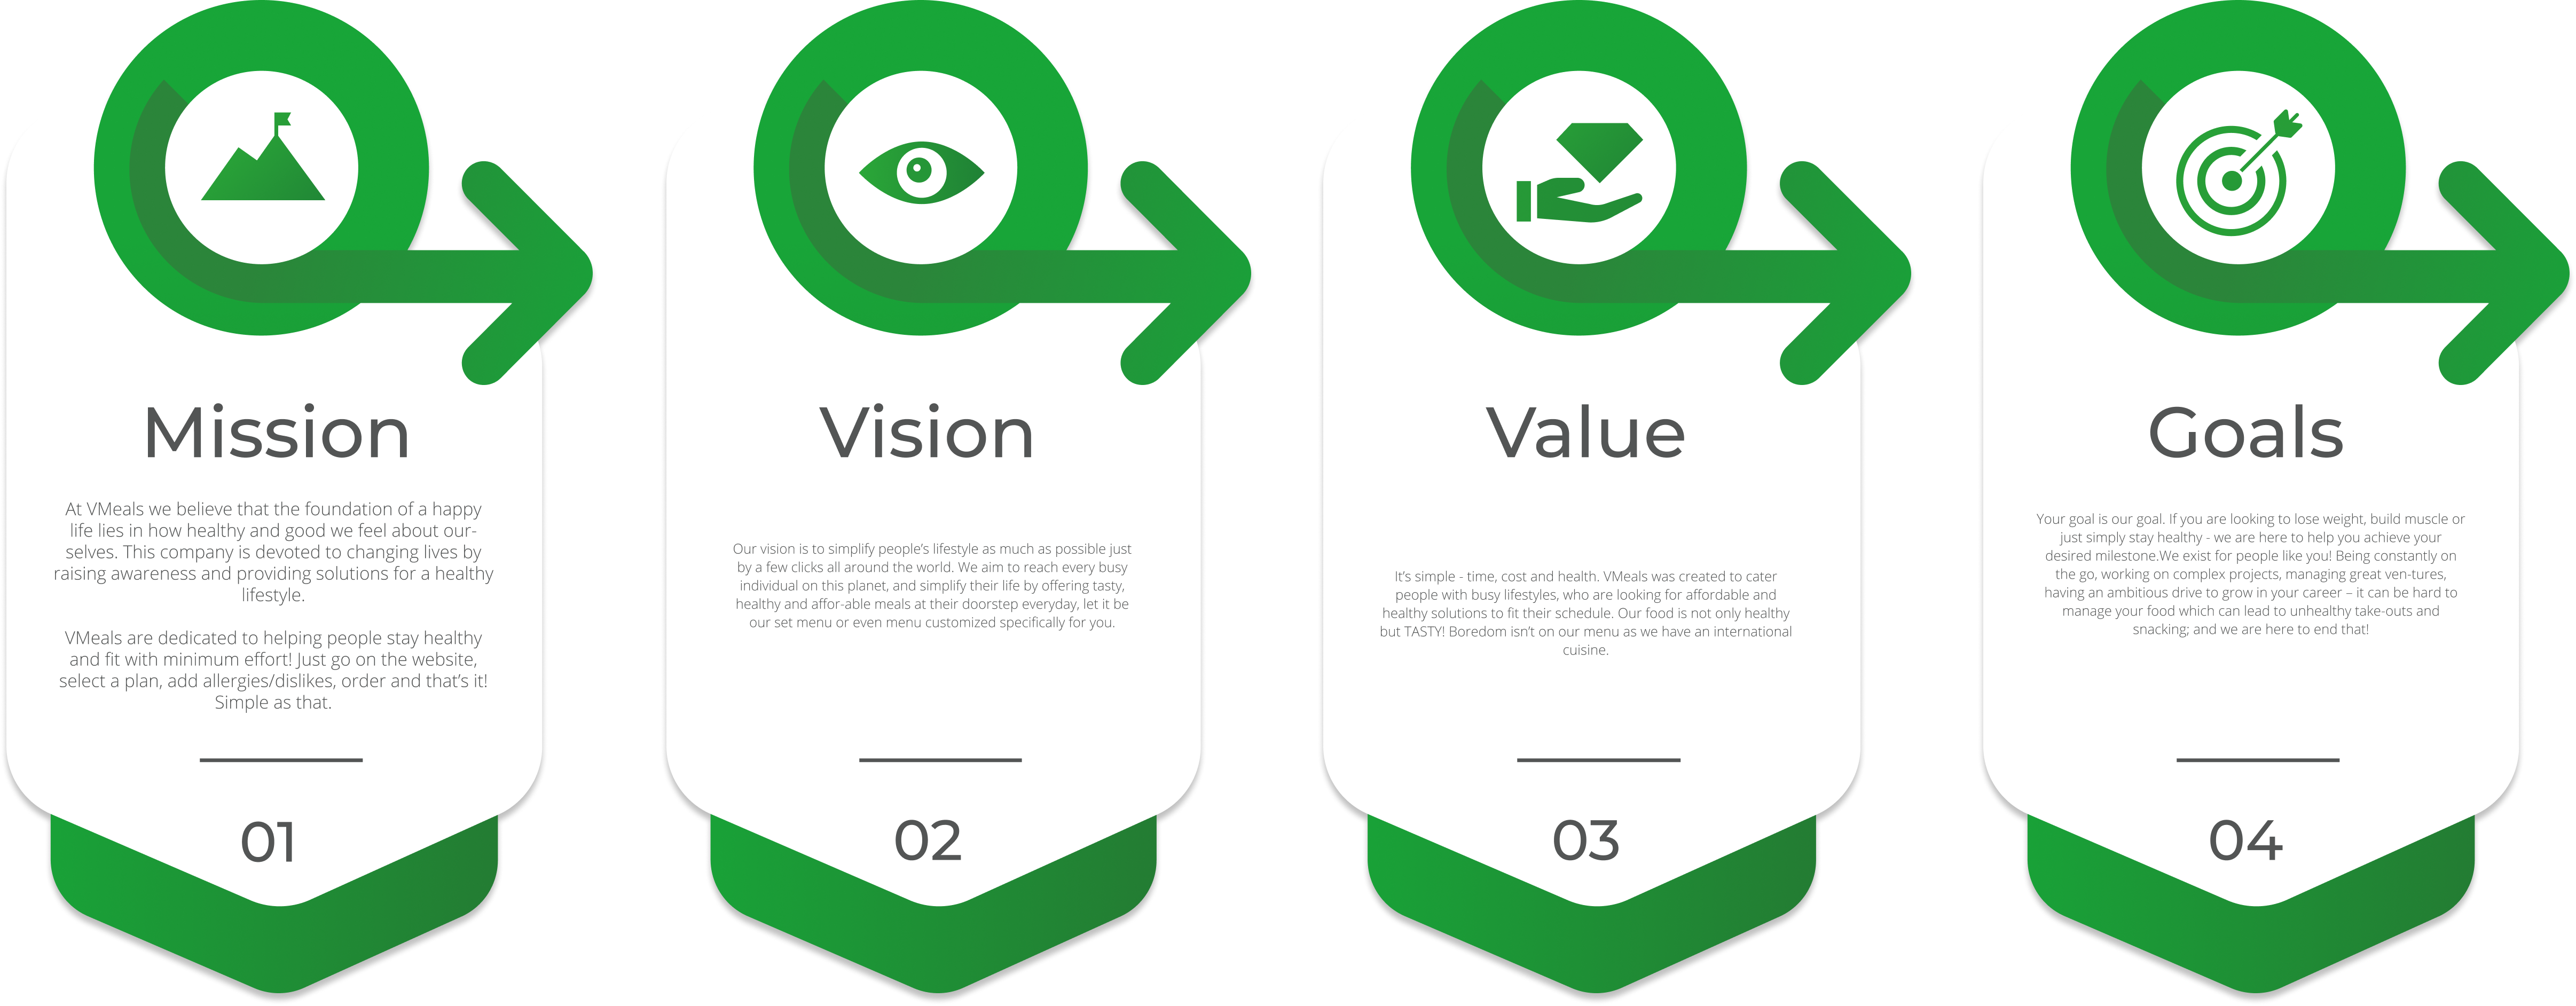 Mission
At VMeals we believe that the foundation of a happy
life lies in how healthy and good we feel about our-
selves. This company is devoted to changing lives by
raising awareness and providing solutions for a healthy
lifestyle.
VMeals are dedicated to helping people stay healthy
and fit with minimum effort! Just go on the website,
select a plan, add allergies/dislikes, order and that’s it!
Simple as that.
01
Vision
Our vision is to simplify people’s lifestyle as much as possible just
by a few clicks all around the world. We aim to reach every busy
individual on this planet, and simplify their life by offering tasty,
healthy and affor-able meals at their doorstep everyday, let it be
our set menu or even menu customized specifically for you.
02
Value
It’s simple - time, cost and health. VMeals was created to cater
people with busy lifestyles, who are looking for affordable and
healthy solutions to fit their schedule. Our food is not only healthy
but TASTY! Boredom isn’t on our menu as we have an international
cuisine.
03
Goals
Your goal is our goal. If you are looking to lose weight, build muscle or
just simply stay healthy - we are here to help you achieve your
desired milestone.We exist for people like you! Being constantly on
the go, working on complex projects, managing great ven-tures,
having an ambitious drive to grow in your career – it can be hard to
manage your food which can lead to unhealthy take-outs and
snacking; and we are here to end that!
04